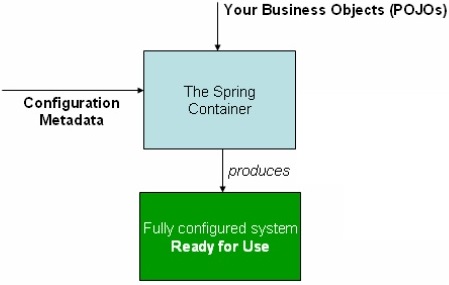 Your Business Objects (POJOs)
The Spring
Container
Configuration
Metadata
produces
Fully configured system
Ready for Use